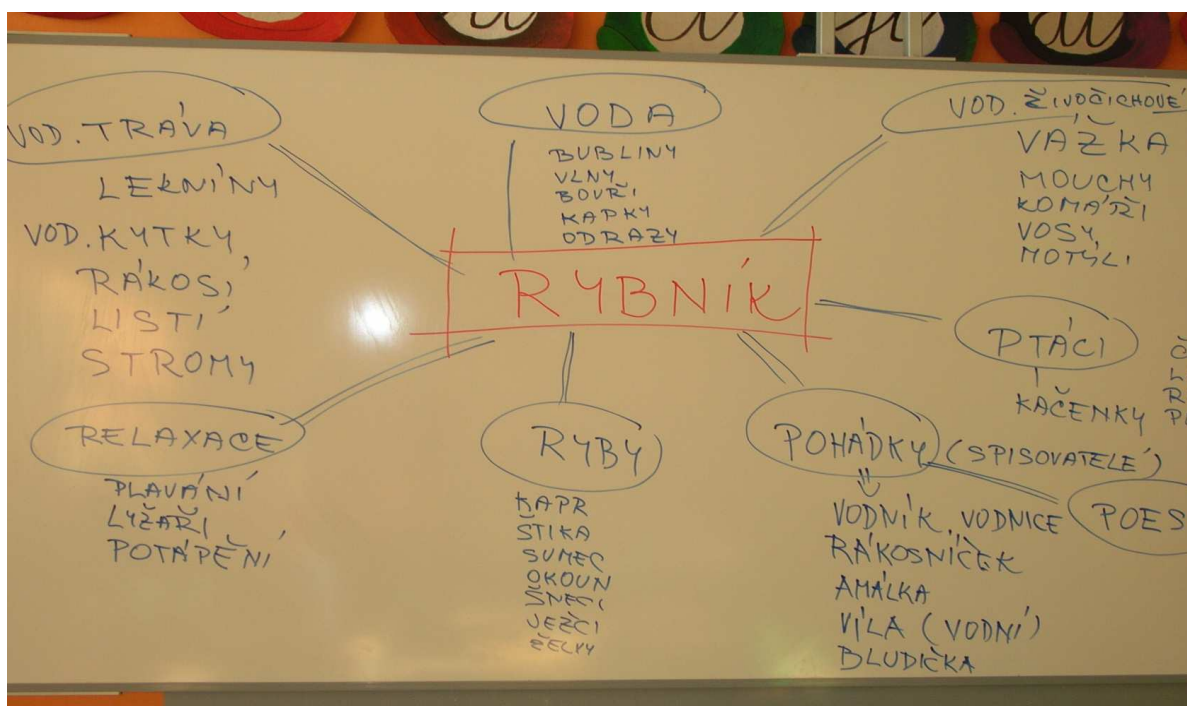 VOD. TRÁVA
LEKNÍNY
VOD. KYTKY,
RÁKOSÍ
LISTÍ
STROMY
VODA
BUBLINY
VLNY
BOUŘI
KAPKY
ODRAZY
VOD. ŽIVOČICHOVÉ
VÁŽKA
MOUCHY
KOMÁŘI
VOSY
MOTÝLI
RYBNÍK
PTÁCI
KAČENKY
RELAXACE
PLAVÁNÍ
LYŽAŘI
POTÁPĚNÍ
RYBY
KAPR
ŠTIKA
SUMEC
OKOUN
ŠNECI
JEŽCI
ŽELVY
POHÁDKY (SPISOVATELÉ)
VODNÍK, VODNICE
RÁKOSNÍČEK
AMÁLKA
VÍLA (VODNÍ)
BLUDIČKA
POES